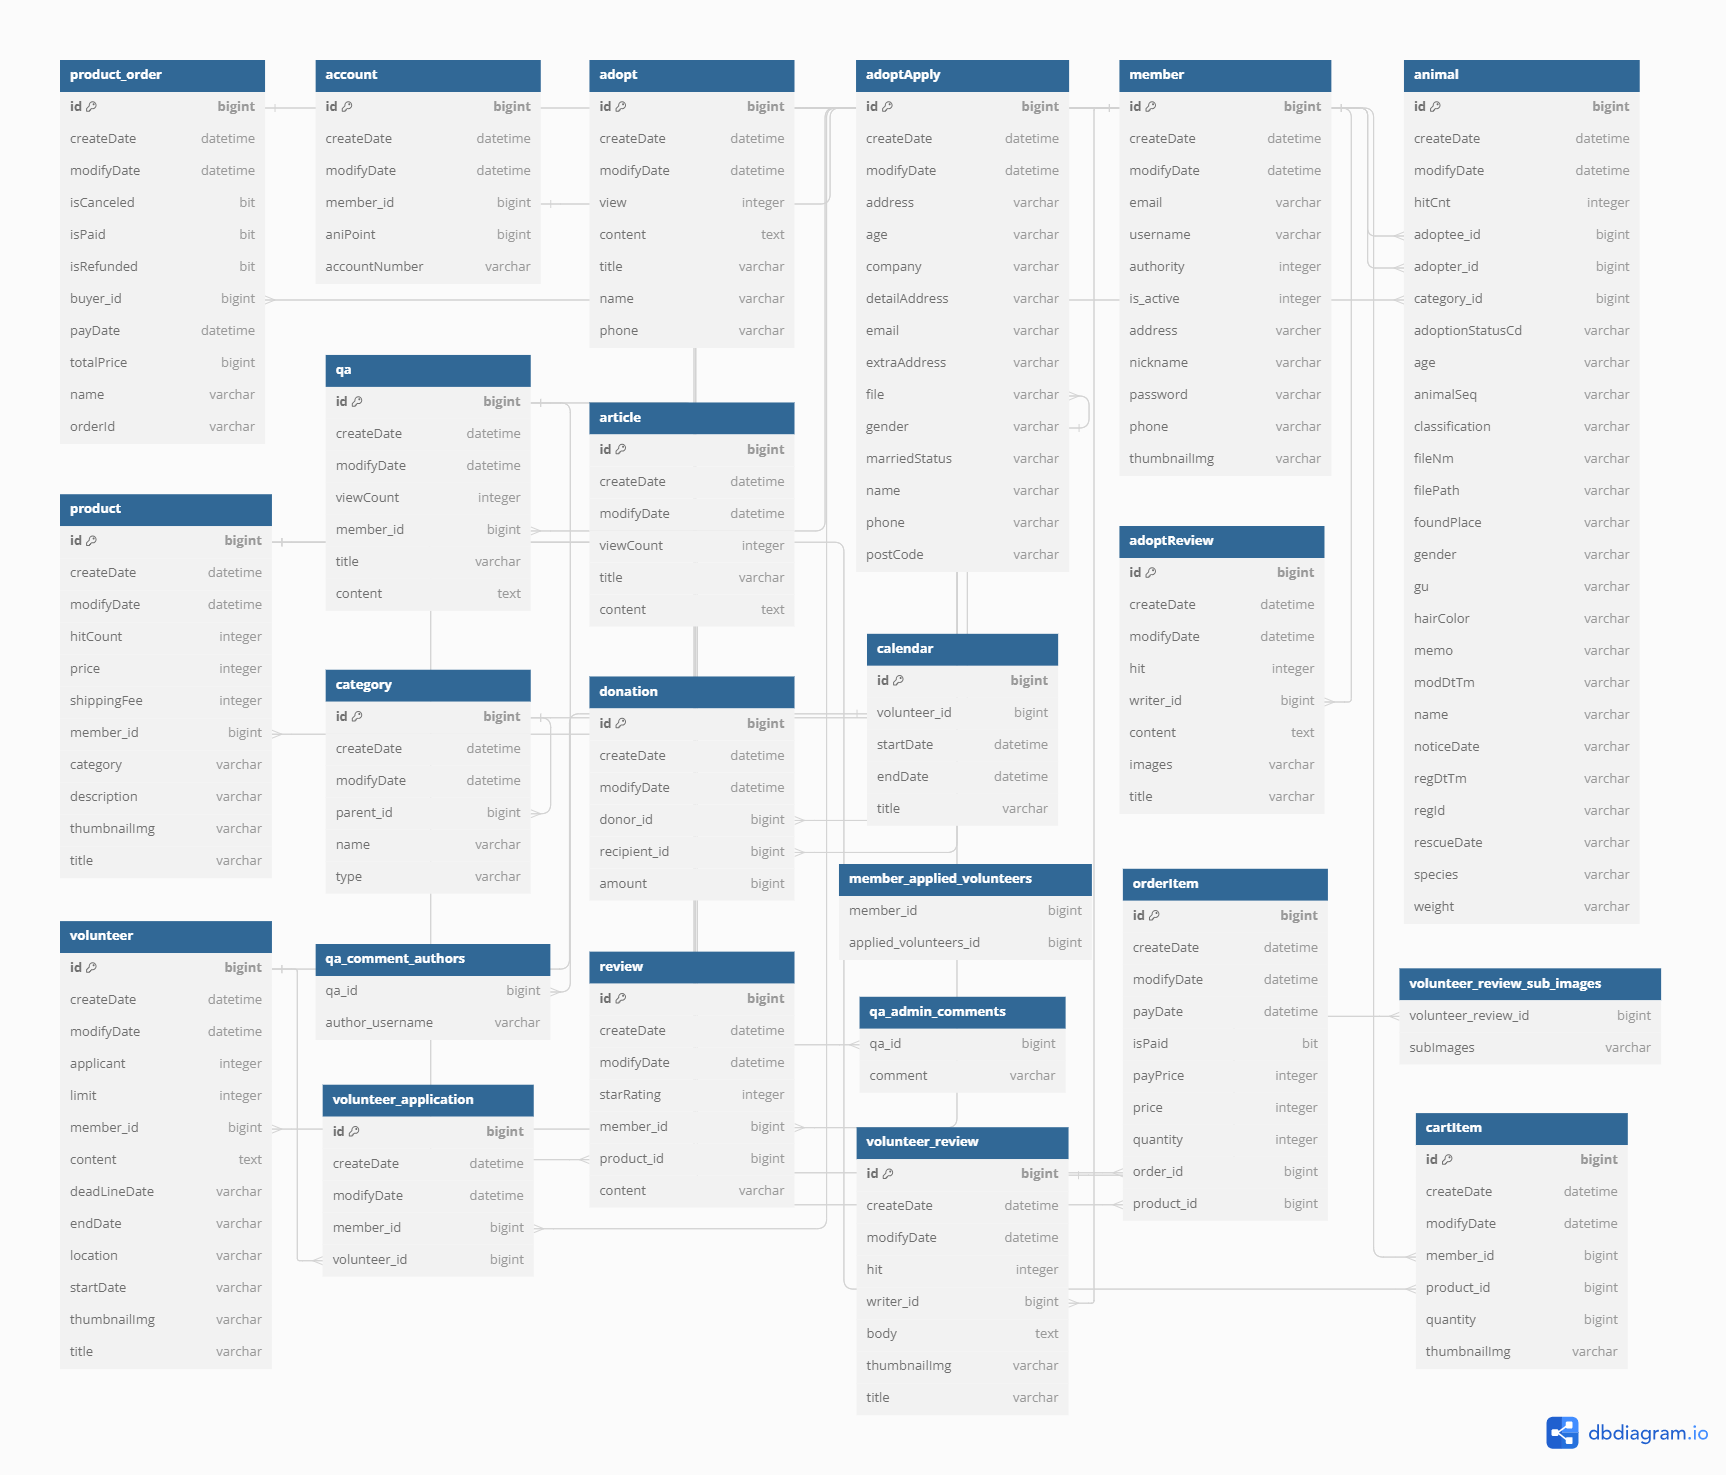 product_order
id bigint
createDate datetime
modifyDate datetime
isCanceled bit
isPaid bit
isRefunded bit
buyer_id bigint
payDate datetime
totalPrice bigint
name varchar
orderId varchar
account
id bigint
createDate datetime
modifyDate datetime
member_id bigint
aniPoint bigint
accountNumber varchar
adopt
id bigint
createDate datetime
modifyDate datetime
view integer
content text
title varchar
name varchar
phone varchar
adoptApply
id bigint
createDate datetime
modifyDate datetime
address varchar
age varchar
company varchar
detailAddress varchar
email varchar
extraAddress varchar
file varchar
gender varchar
marriedStatus varchar
name varchar
phone varchar
postCode varchar
member
id bigint
createDate datetime
modifyDate datetime
email varchar
username varchar
authority integer
is_active integer
address varcher
nickname varchar
password varchar
phone varchar
thumbnailImg varchar
animal
id bigint
createDate datetime
modifyDate datetime
hitCnt integer
adoptee_id bigint
adopter_id bigint
category_id bigint
adoptionStatusCd varchar
age varchar
animalSeq varchar
classification varchar
fileNm varchar
filePath varchar
foundPlace varchar
gender varchar
gu varchar
hairColor varchar
memo varchar
modDtTm varchar
name varchar
noticeDate varchar
regDtTm varchar
regId varchar
rescueDate varchar
species varchar
weight varchar
qa
id bigint
createDate datetime
modifyDate datetime
viewCount integer
member_id bigint
title varchar
content text
article
id bigint
createDate datetime
modifyDate datetime
viewCount integer
title varchar
content text
product
id bigint
createDate datetime
modifyDate datetime
hitCount integer
price integer
shippingFee integer
member_id bigint
category varchar
description varchar
thumbnailImg varchar
title varchar
adoptReview
id bigint
createDate datetime
modifyDate datetime
hit integer
writer_id bigint
content text
images varchar
title varchar
calendar
id bigint
volunteer_id bigint
startDate datetime
endDate datetime
title varchar
category
id bigint
createDate datetime
modifyDate datetime
parent_id bigint
name varchar
type varchar
donation
id bigint
createDate datetime
modifyDate datetime
donor_id bigint
recipient_id bigint
amount bigint
member_applied_volunteers
member_id bigint
applied_volunteers_id bigint
orderItem
id bigint
createDate datetime
modifyDate datetime
payDate datetime
isPaid bit
payPrice integer
price integer
quantity integer
order_id bigint
product_id bigint
volunteer
id bigint
createDate datetime
modifyDate datetime
applicant integer
limit integer
member_id bigint
content text
deadLineDate varchar
endDate varchar
location varchar
startDate varchar
thumbnailImg varchar
title varchar
qa_comment_authors
qa_id bigint
author_username varchar
review
id bigint
createDate datetime
modifyDate datetime
starRating integer
member_id bigint
product_id bigint
content varchar
volunteer_review_sub_images
volunteer_review_id bigint
subImages varchar
qa_admin_comments
qa_id bigint
comment varchar
volunteer_application
id bigint
createDate datetime
modifyDate datetime
member_id bigint
volunteer_id bigint
volunteer_review
id bigint
createDate datetime
modifyDate datetime
hit integer
writer_id bigint
body text
thumbnailImg varchar
title varchar
cartItem
id bigint
createDate datetime
modifyDate datetime
member_id bigint
product_id bigint
quantity bigint
thumbnailImg varchar
dbdiagram.io